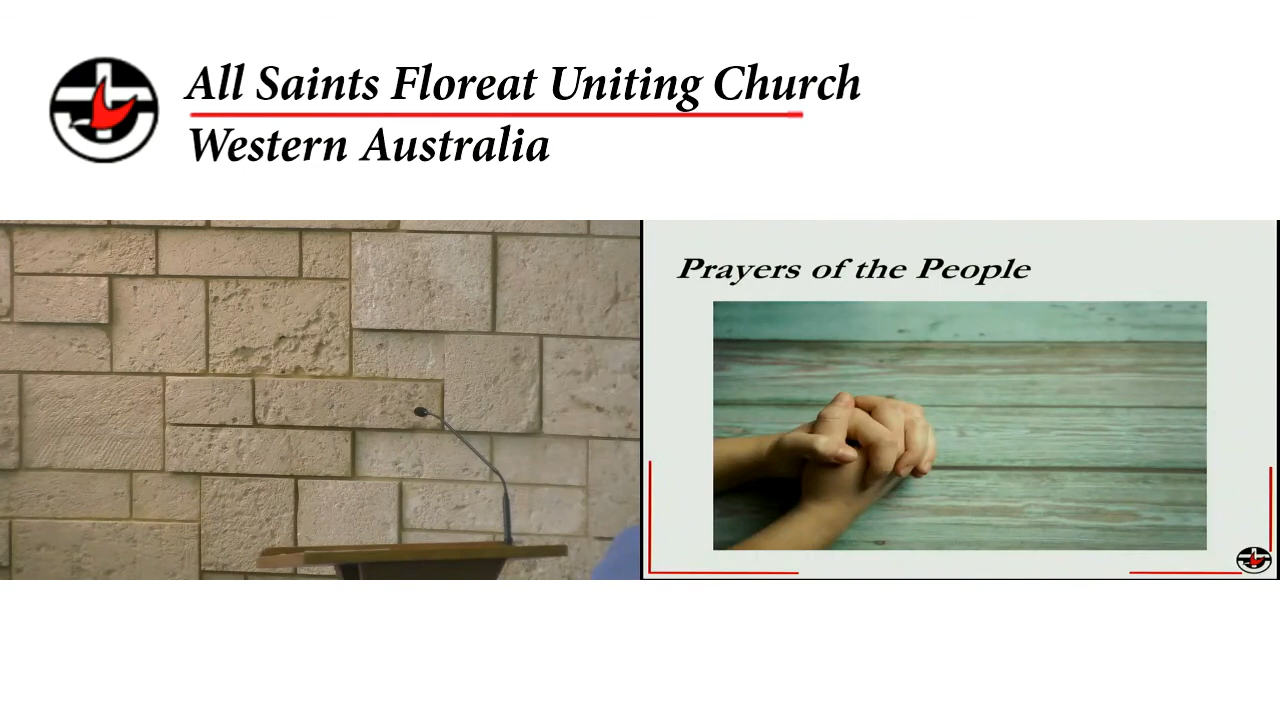 All Saints Floreat Uniting Church
Western Australia
Prayers of the People